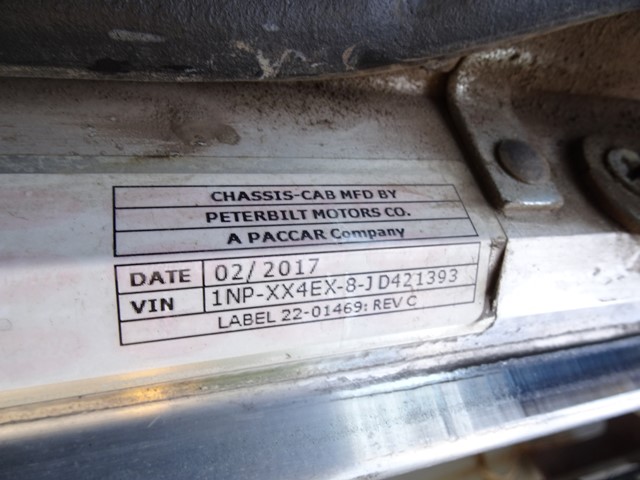 CHASSIS-CAB MFD BY
PETERBILT MOTORS CO.
A PACCAR Company
DATE 02/2017
VIN 1NP-XX4EX-8-JD421393
LABEL 22-01469: REV C